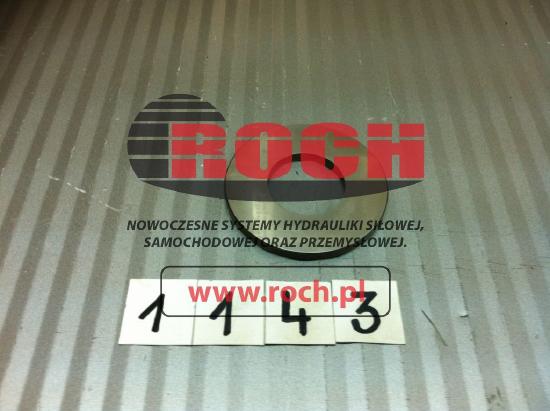 ROCH
NOWOCZESNE SYSTEMY HYDRAULIKI SIŁOWEJ,
SAMOCHODOWEJ ORAZ PRZEMYSŁOWEJ.
www.roch.pl
1 1 4 3